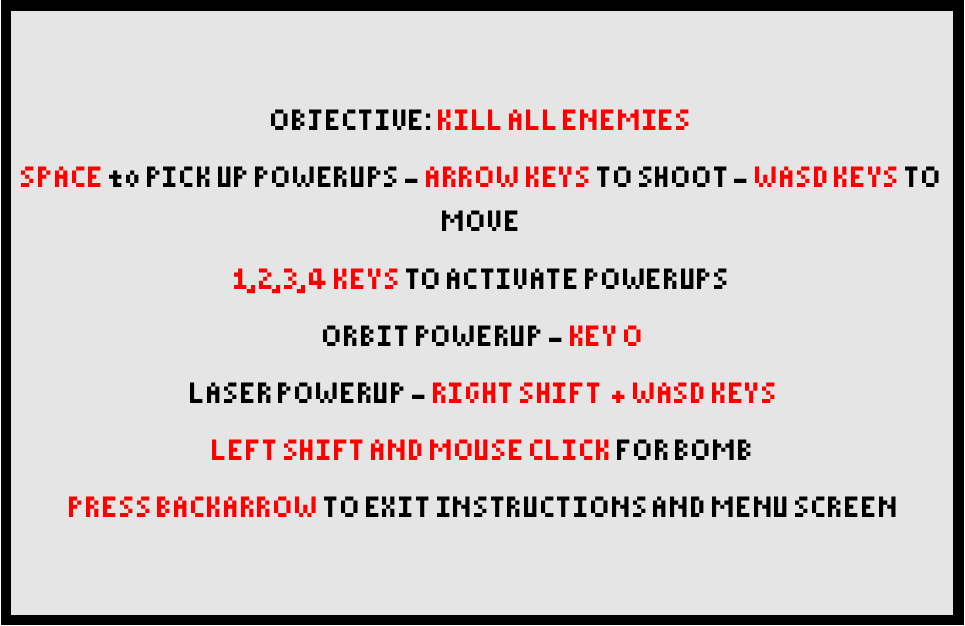 OBJECTIVE: KILL ALL ENEMIES
SPACE to PICK UP POWERUPS - ARROW KEYS TO SHOOT - WASD KEYS TO
MOVE
1,2,3,4 KEYS TO ACTIVATE POWERUPS
ORBIT POWERUP - KEY O
LASER POWERUP - RIGHT SHIFT + WASD KEYS
LEFT SHIFT AND MOUSE CLICK FOR BOMB
PRESS BACKARROW TO EXIT INSTRUCTIONS AND MENU SCREEN